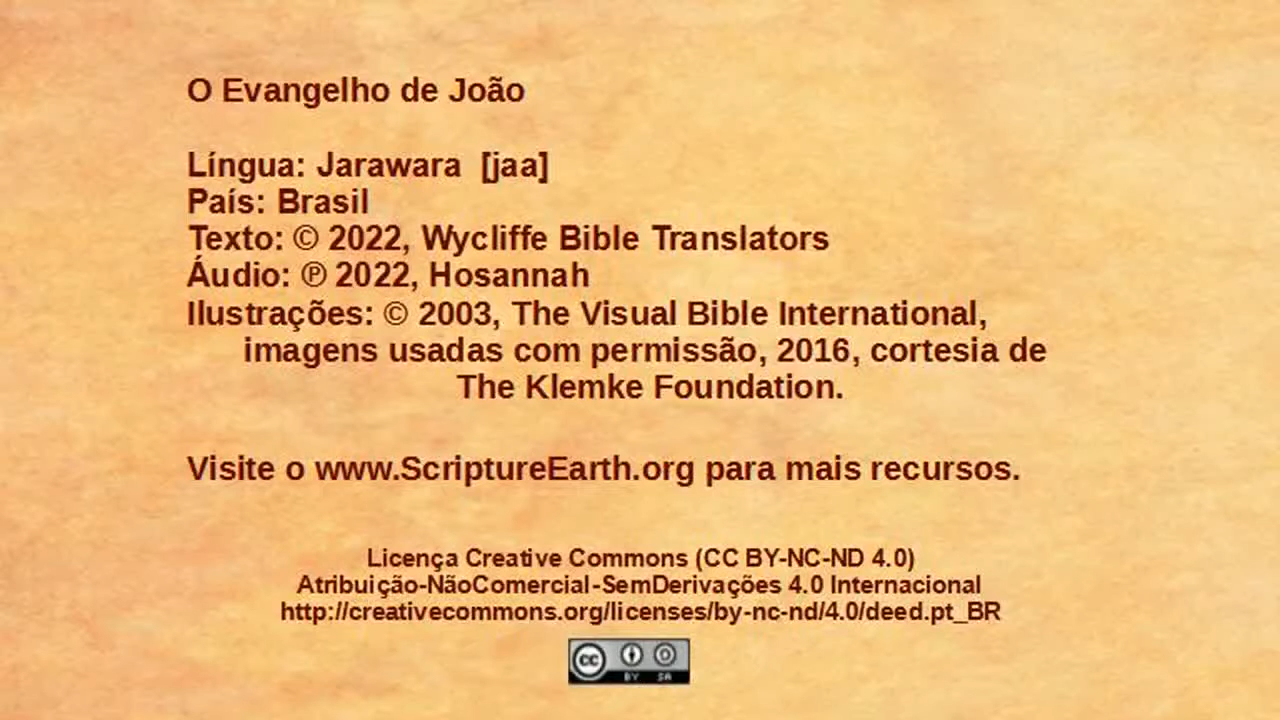 O Evangelho de João
Língua: Jarawara [jaa]
País: Brasil
Texto: © 2022, Wycliffe Bible Translators
Áudio: ℗ 2022, Hosannah
Ilustrações: © 2003, The Visual Bible International,
imagens usadas com permissão, 2016, cortesia de
The Klemke Foundation.
Visite o www.ScriptureEarth.org para mais recursos.
Licença Creative Commons (CC BY-NC-ND 4.0)
Atribuição-NãoComercial-SemDerivações 4.0 Internacional
http://creativecommons.org/licenses/by-nc-nd/4.0/deed.pt_BR
cc BY SA